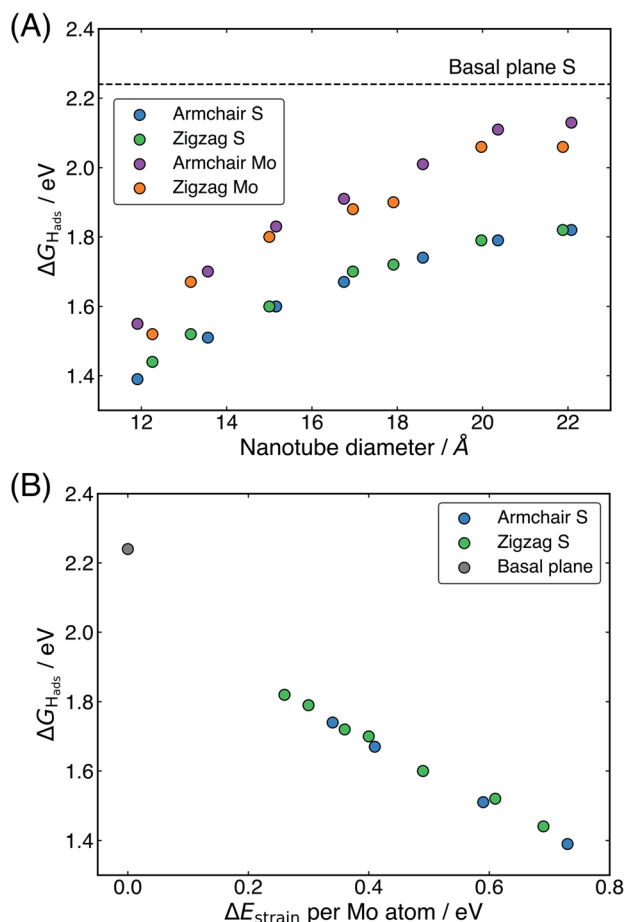 (A)
2.4
2.2
2.0
1.8
1.6
1.4
ΔG_Hads / eV
Basal plane S
Armchair S
Zigzag S
Armchair Mo
Zigzag Mo
12 14 16 18 20 22
Nanotube diameter / Å
(B)
2.4
2.2
2.0
1.8
1.6
1.4
ΔG_Hads / eV
Armchair S
Zigzag S
Basal plane
0.0 0.2 0.4 0.6 0.8
ΔE_strain per Mo atom / eV